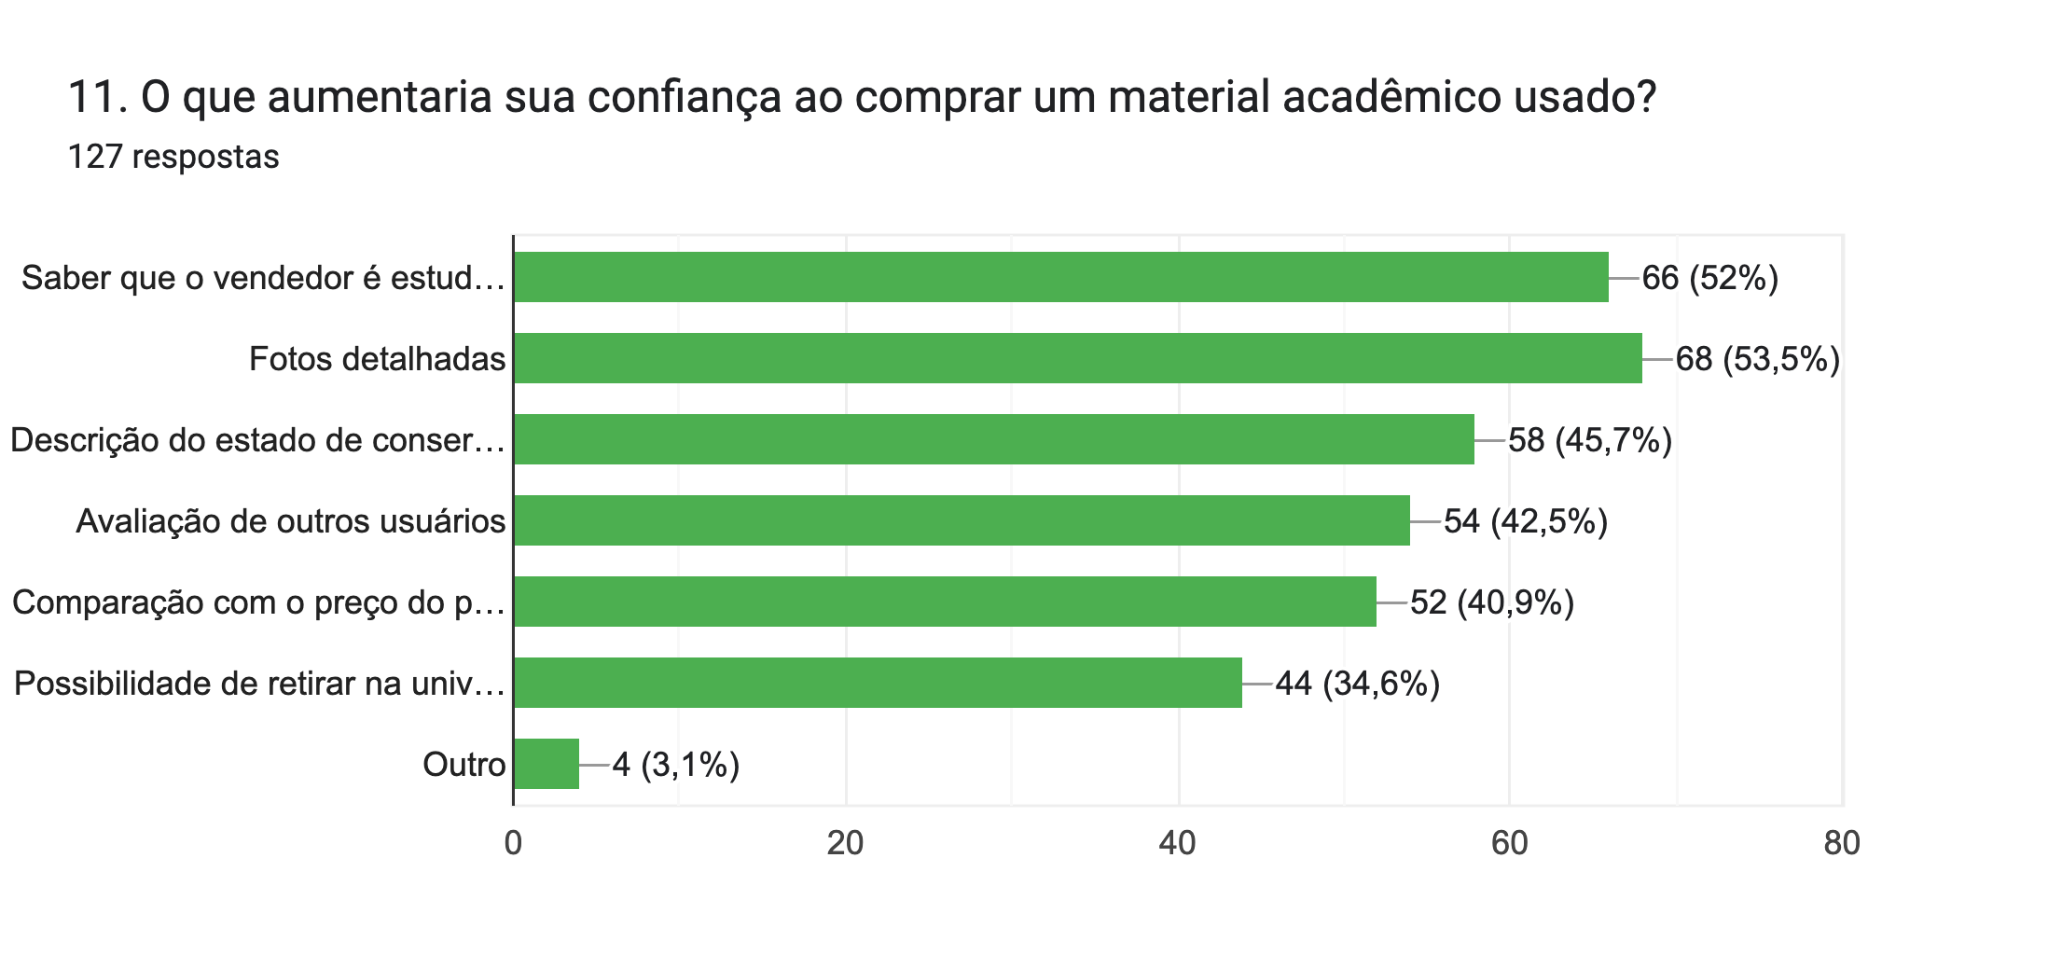 11. O que aumentaria sua confiança ao comprar um material acadêmico usado?
127 respostas
Saber que o vendedor é estud… 66 (52%)
Fotos detalhadas 68 (53,5%)
Descrição do estado de conser… 58 (45,7%)
Avaliação de outros usuários 54 (42,5%)
Comparação com o preço do p… 52 (40,9%)
Possibilidade de retirar na univ… 44 (34,6%)
Outro 4 (3,1%)
0 20 40 60 80